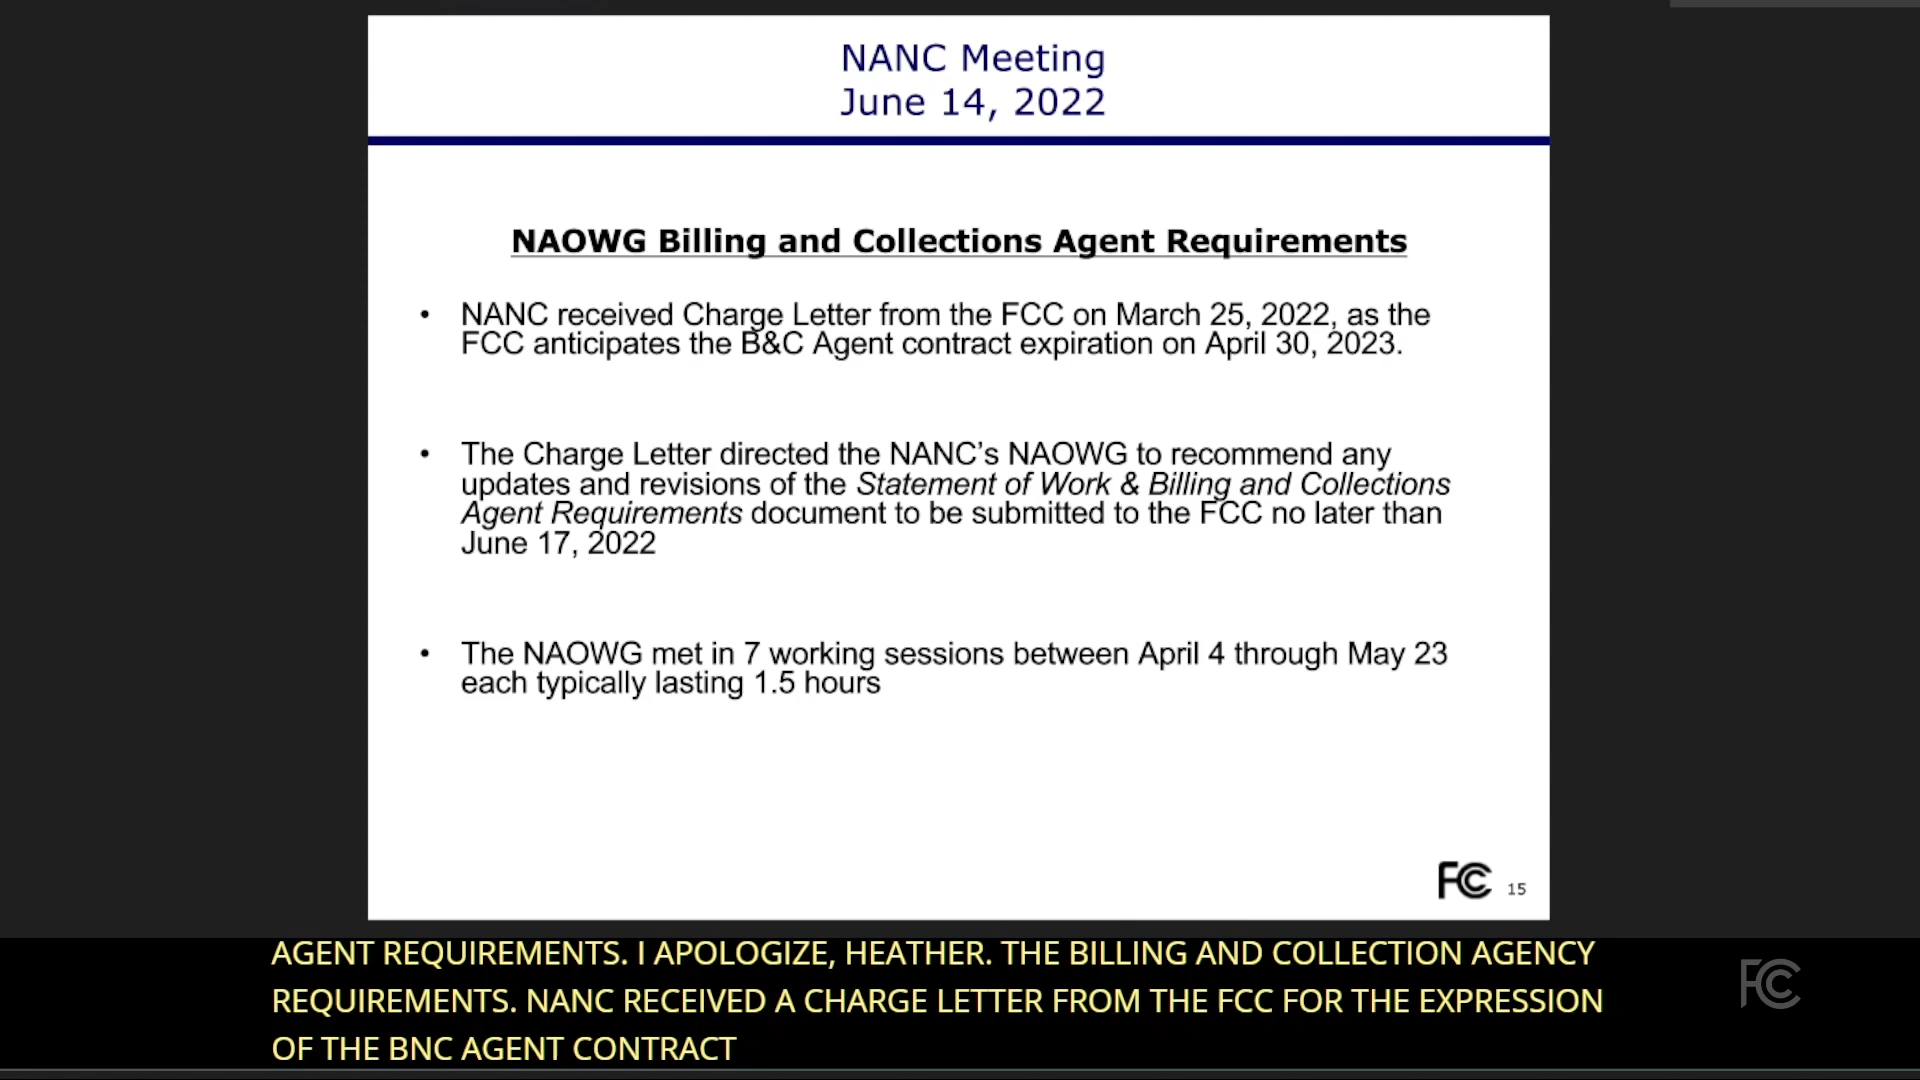 NANC Meeting
June 14, 2022
NAOWG Billing and Collections Agent Requirements
• NANC received Charge Letter from the FCC on March 25, 2022, as the
FCC anticipates the B&C Agent contract expiration on April 30, 2023.
• The Charge Letter directed the NANC's NAOWG to recommend any
updates and revisions of the Statement of Work & Billing and Collections
Agent Requirements document to be submitted to the FCC no later than
June 17, 2022
• The NAOWG met in 7 working sessions between April 4 through May 23
each typically lasting 1.5 hours
FCC 15
AGENT REQUIREMENTS. I APOLOGIZE, HEATHER. THE BILLING AND COLLECTION AGENCY
REQUIREMENTS. NANC RECEIVED A CHARGE LETTER FROM THE FCC FOR THE EXPRESSION
OF THE BNC AGENT CONTRACT
FCC